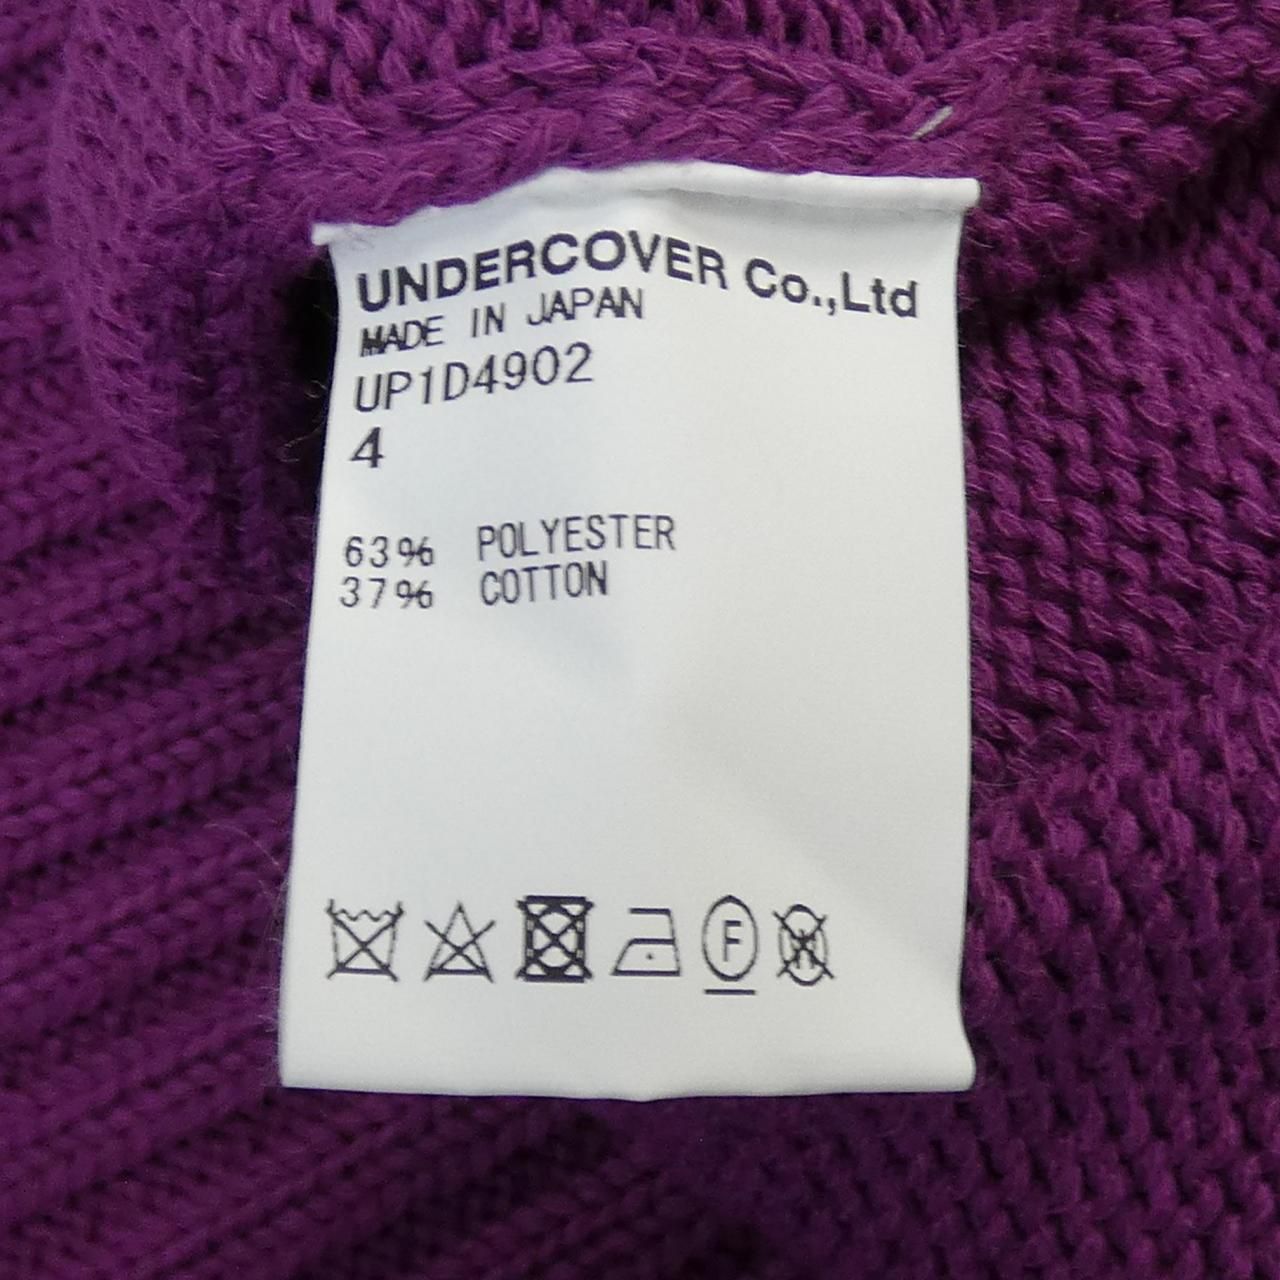 UNDERCOVER Co.,Ltd
MADE IN JAPAN
UP1D4902
4
63% POLYESTER
37% COTTON
F
W